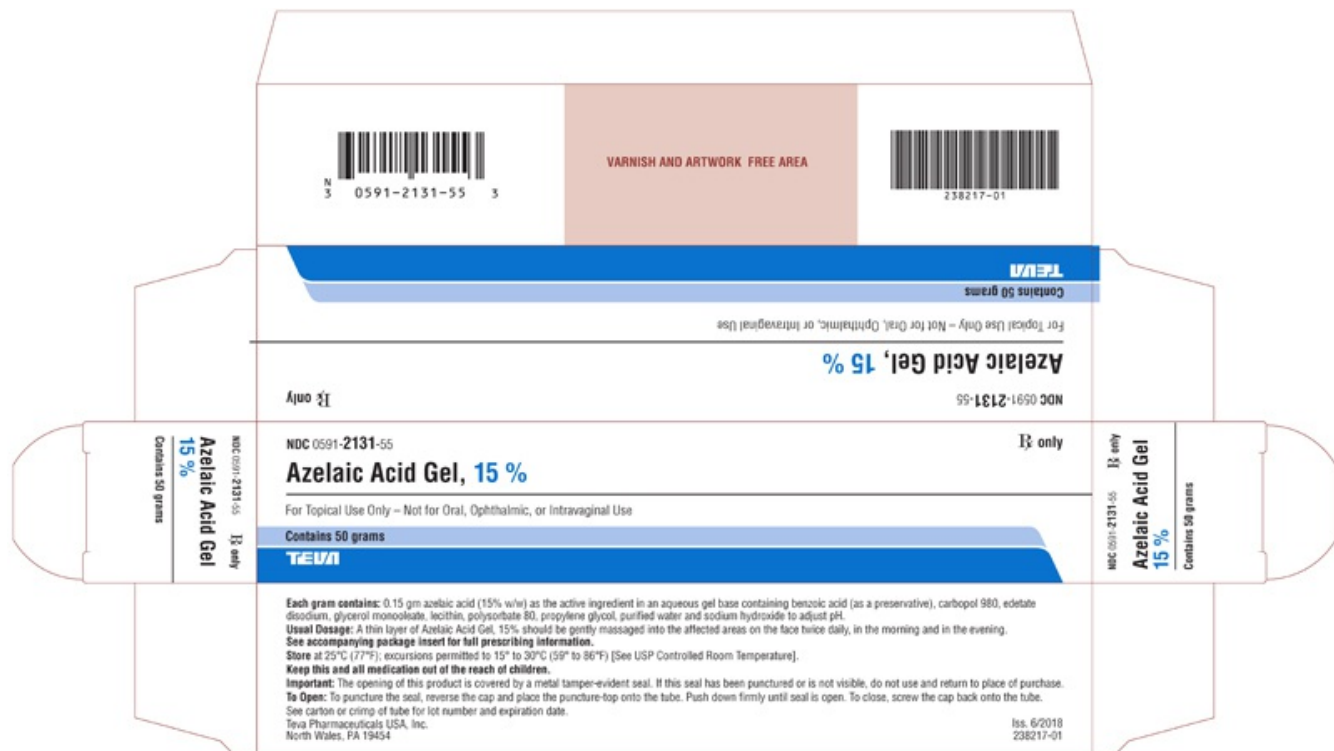 VARNISH AND ARTWORK FREE AREA
N
3 0591-2131-55 3
238217-01
TEVA
Contains 50 grams
For Topical Use Only – Not for Oral, Ophthalmic, or Intravaginal Use
Azelaic Acid Gel, 15 %
NDC 0591-2131-55
℞ only
NDC 0591-2131-55 ℞ only
Azelaic Acid Gel
15 %
Contains 50 grams
NDC 0591-2131-55
℞ only
Azelaic Acid Gel, 15 %
For Topical Use Only – Not for Oral, Ophthalmic, or Intravaginal Use
Contains 50 grams
TEVA
NDC 0591-2131-55 ℞ only
Azelaic Acid Gel
15 %
Contains 50 grams
Each gram contains: 0.15 gm azelaic acid (15% w/w) as the active ingredient in an aqueous gel base containing benzoic acid (as a preservative), carbopol 980, edetate
disodium, glycerol monooleate, lecithin, polysorbate 80, propylene glycol, purified water and sodium hydroxide to adjust pH.
Usual Dosage: A thin layer of Azelaic Acid Gel, 15% should be gently massaged into the affected areas on the face twice daily, in the morning and in the evening.
See accompanying package insert for full prescribing information.
Store at 25°C (77°F); excursions permitted to 15° to 30°C (59° to 86°F) [See USP Controlled Room Temperature].
Keep this and all medication out of the reach of children.
Important: The opening of this product is covered by a metal tamper-evident seal. If this seal has been punctured or is not visible, do not use and return to place of purchase.
To Open: To puncture the seal, reverse the cap and place the puncture-top onto the tube. Push down firmly until seal is open. To close, screw the cap back onto the tube.
See carton or crimp of tube for lot number and expiration date.
Teva Pharmaceuticals USA, Inc.
North Wales, PA 19454
Iss. 6/2018
238217-01